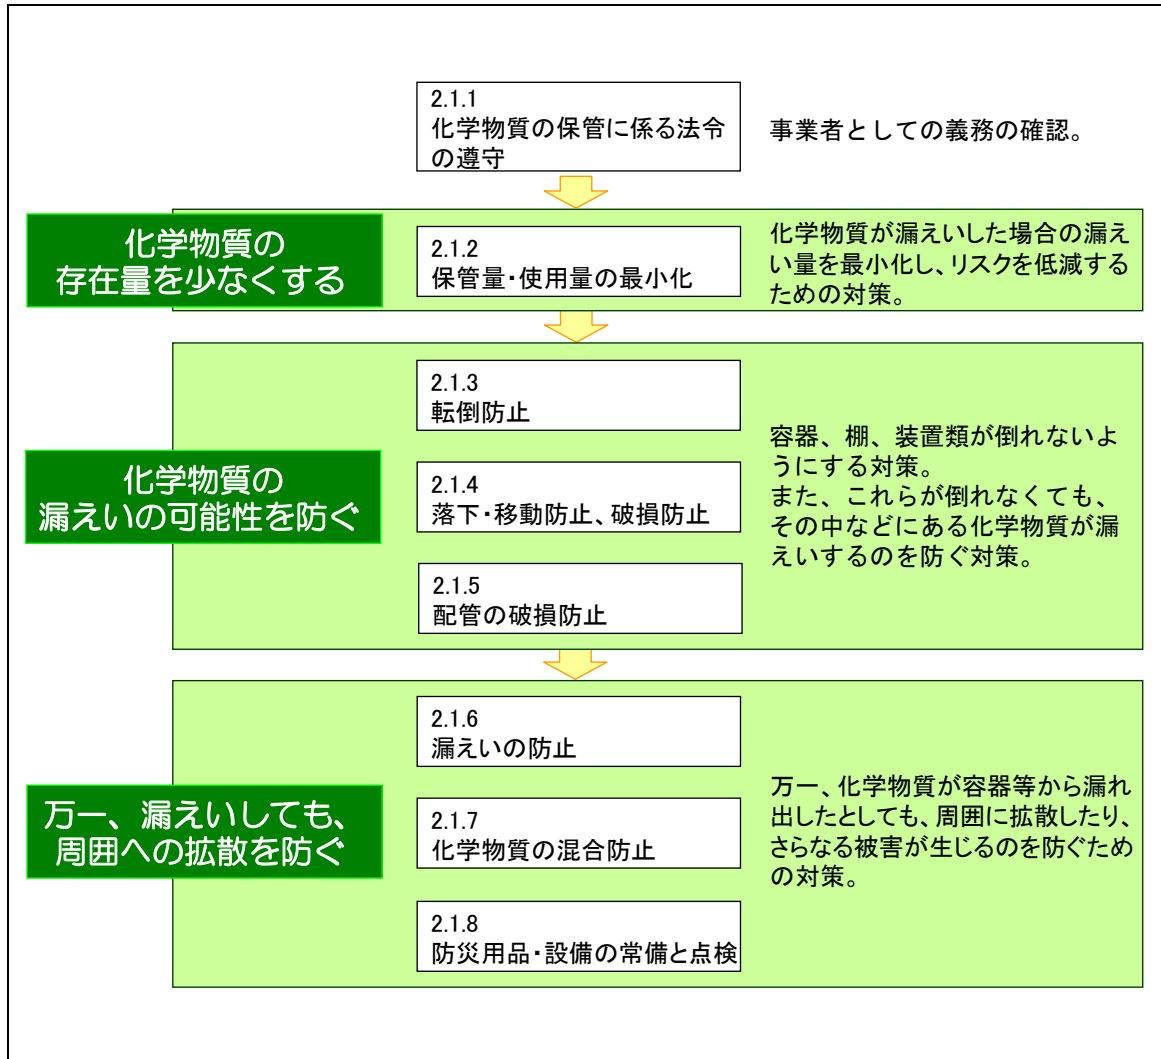 2.1.1
化学物質の保管に係る法令
の遵守
事業者としての義務の確認。
化学物質の
存在量を少なくする
2.1.2
保管量・使用量の最小化
化学物質が漏えいした場合の漏え
い量を最小化し、リスクを低減する
ための対策。
化学物質の
漏えいの可能性を防ぐ
2.1.3
転倒防止
2.1.4
落下・移動防止、破損防止
2.1.5
配管の破損防止
容器、棚、装置類が倒れないよ
うにする対策。
また、これらが倒れなくても、
その中などにある化学物質が漏
えいするのを防ぐ対策。
万一、漏えいしても、
周囲への拡散を防ぐ
2.1.6
漏えいの防止
2.1.7
化学物質の混合防止
2.1.8
防災用品・設備の常備と点検
万一、化学物質が容器等から漏れ
出したとしても、周囲に拡散したり、
さらなる被害が生じるのを防ぐため
の対策。